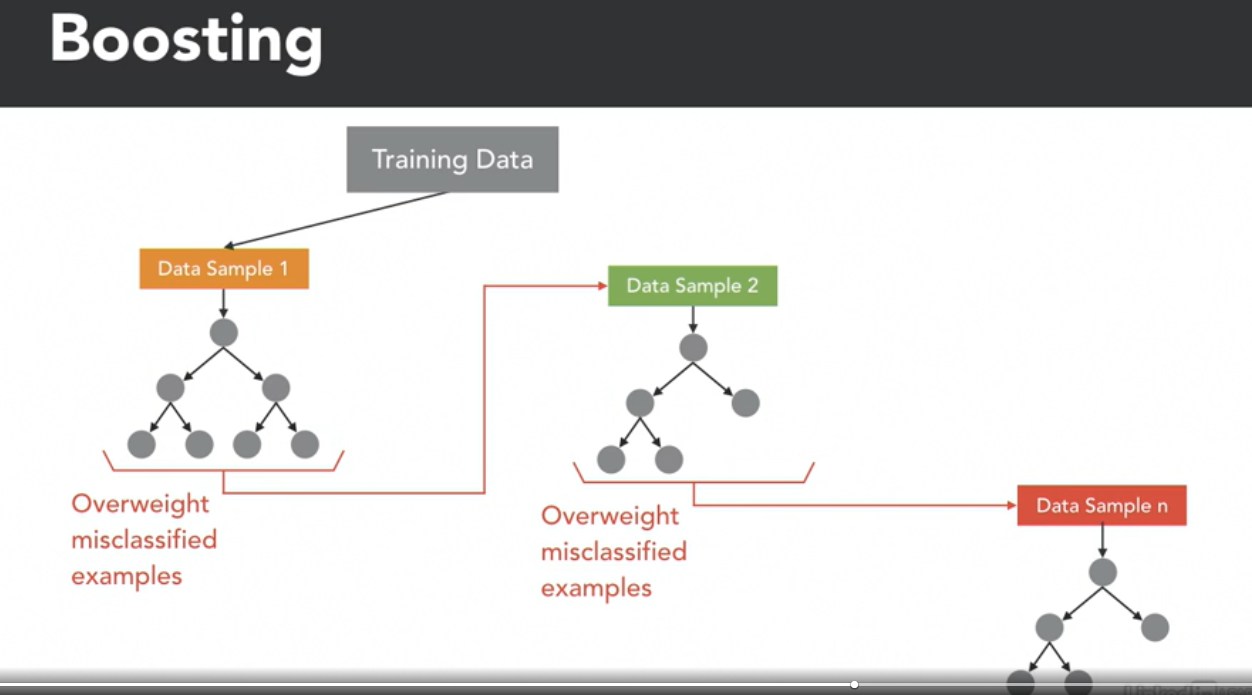 Boosting
Training Data
Data Sample 1
Data Sample 2
Overweight
misclassified
examples
Overweight
misclassified
examples
Data Sample n